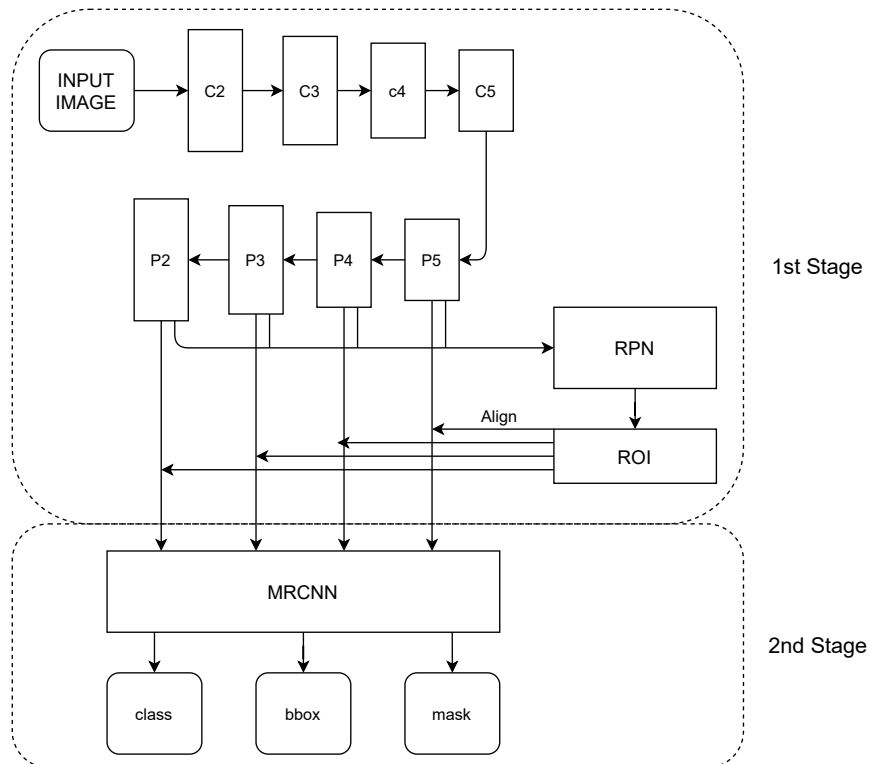 INPUT
IMAGE
C2
C3
c4
C5
P2
P3
P4
P5
1st Stage
RPN
Align
ROI
MRCNN
2nd Stage
class
bbox
mask